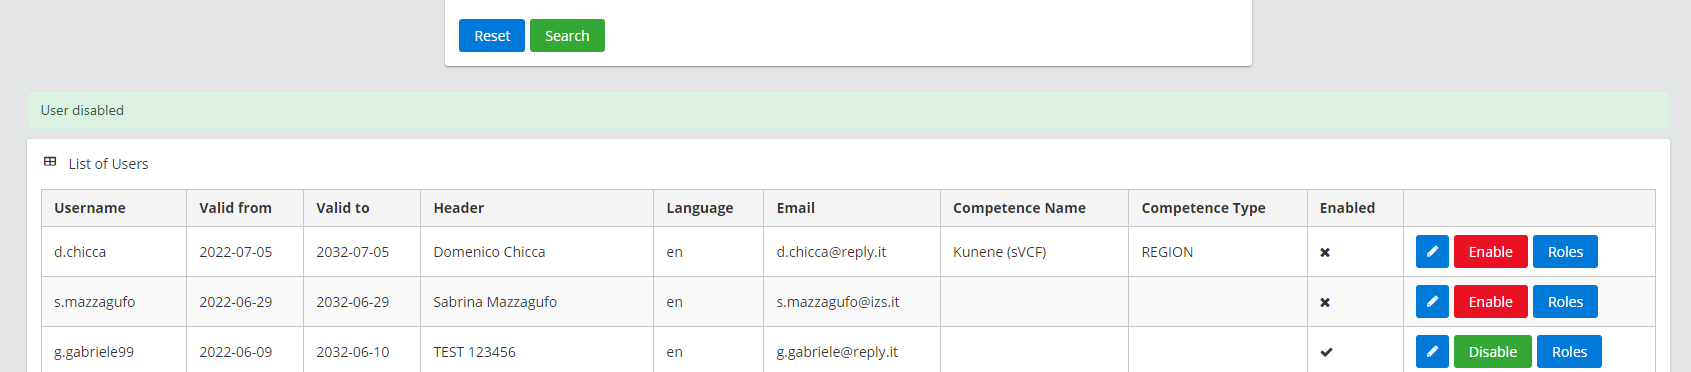 Reset Search
User disabled
List of Users
Username Valid from Valid to Header Language Email Competence Name Competence Type Enabled
d.chicca 2022-07-05 2032-07-05 Domenico Chicca en d.chicca@reply.it Kunene (sVCF) REGION Enable Roles
s.mazzagufo 2022-06-29 2032-06-29 Sabrina Mazzagufo en s.mazzagufo@izs.it Enable Roles
g.gabriele99 2022-06-09 2032-06-10 TEST 123456 en g.gabriele@reply.it Disable Roles